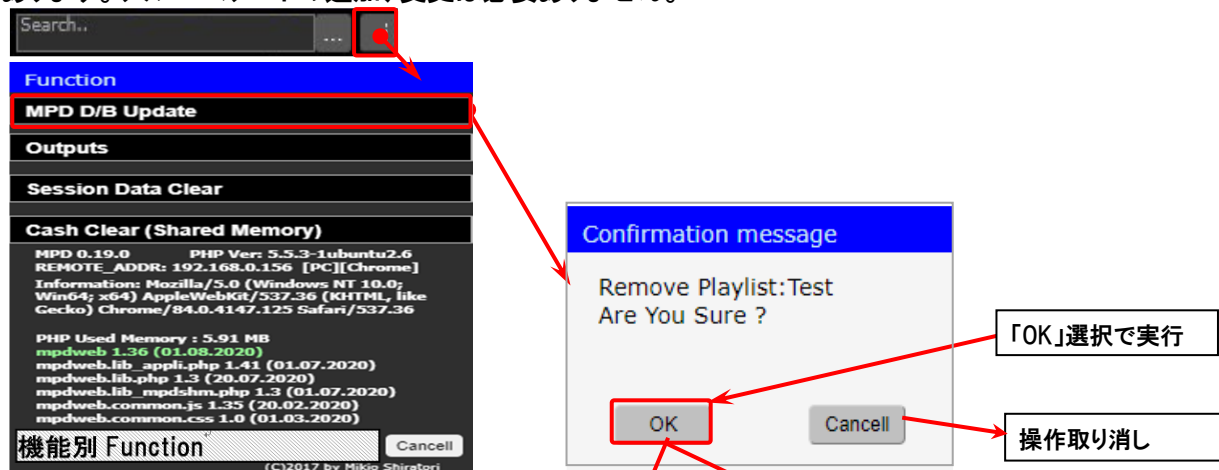 Search..
...
Function
MPD D/B Update
Outputs
Session Data Clear
Cash Clear (Shared Memory)
MPD 0.19.0 PHP Ver: 5.5.3-1ubuntu2.6
REMOTE_ADDR: 192.168.0.156 [PC][Chrome]
Information: Mozilla/5.0 (Windows NT 10.0;
Win64; x64) AppleWebKit/537.36 (KHTML, like
Gecko) Chrome/84.0.4147.125 Safari/537.36
PHP Used Memory : 5.91 MB
mpdweb 1.36 (01.08.2020)
mpdweb.lib_appli.php 1.41 (01.07.2020)
mpdweb.lib.php 1.3 (20.07.2020)
mpdweb.lib_mpdshm.php 1.3 (01.07.2020)
mpdweb.common.js 1.35 (20.02.2020)
mpdweb.common.css 1.0 (01.03.2020)
機能別 Function
Cancell
(C)2017 by Mikio Shiratori
Confirmation message
Remove Playlist:Test
Are You Sure ?
OK
Cancell
「OK」選択で実行
操作取り消し